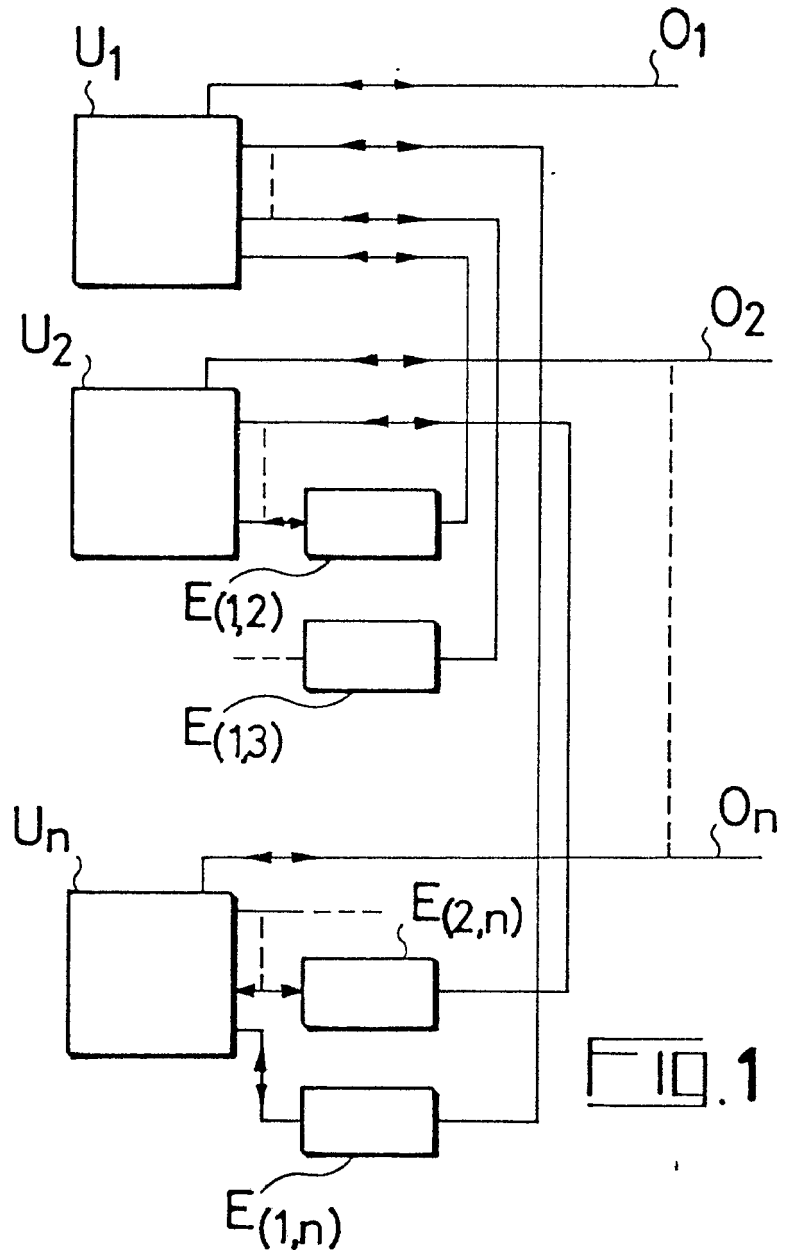 U1
O1
U2
O2
E(1,2)
E(1,3)
Un
On
E(2,n)
E(1,n)
FIG.1